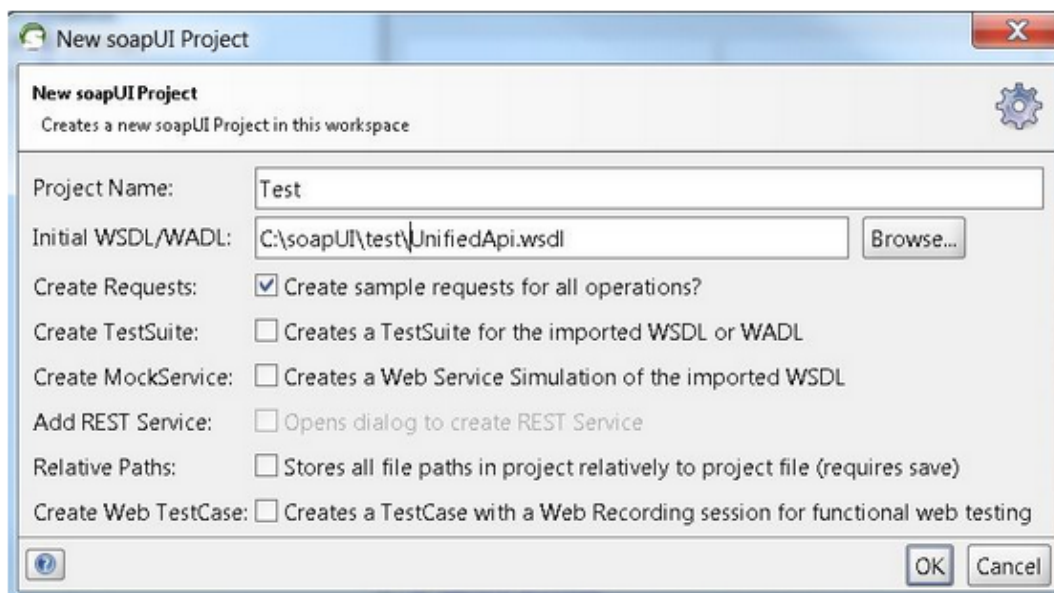 New soapUI Project
New soapUI Project
Creates a new soapUI Project in this workspace
Project Name: Test
Initial WSDL/WADL: C:\soapUI\test\UnifiedApi.wsdl Browse...
Create Requests: Create sample requests for all operations?
Create TestSuite: Creates a TestSuite for the imported WSDL or WADL
Create MockService: Creates a Web Service Simulation of the imported WSDL
Add REST Service: Opens dialog to create REST Service
Relative Paths: Stores all file paths in project relatively to project file (requires save)
Create Web TestCase: Creates a TestCase with a Web Recording session for functional web testing
OK Cancel